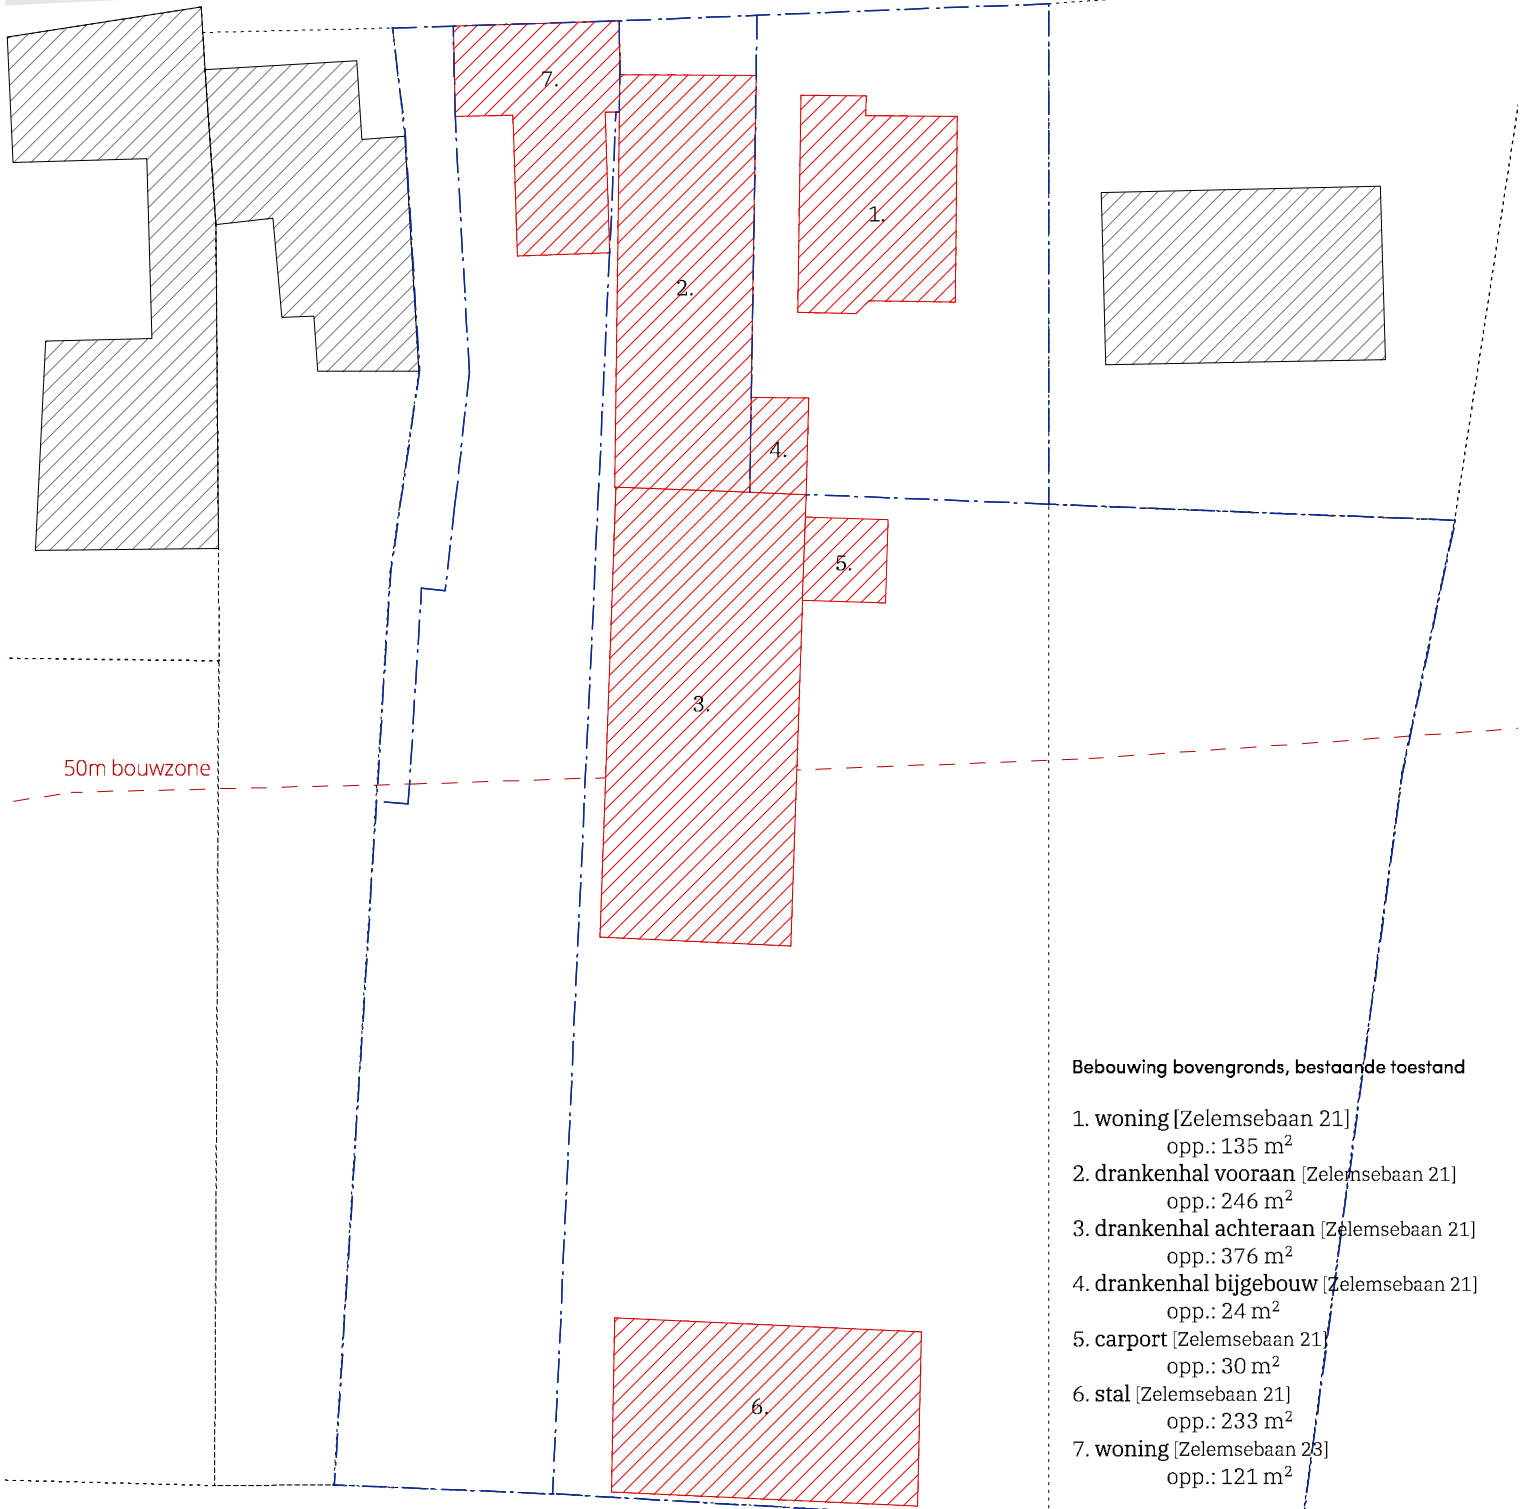 7.
1.
2.
4.
5.
3.
50m bouwzone
6.
Bebouwing bovengronds, bestaande toestand
1. woning [Zelemsebaan 21]
opp.: 135 m²
2. drankenhal vooraan [Zelemsebaan 21]
opp.: 246 m²
3. drankenhal achteraan [Zelemsebaan 21]
opp.: 376 m²
4. drankenhal bijgebouw [Zelemsebaan 21]
opp.: 24 m²
5. carport [Zelemsebaan 21]
opp.: 30 m²
6. stal [Zelemsebaan 21]
opp.: 233 m²
7. woning [Zelemsebaan 23]
opp.: 121 m²